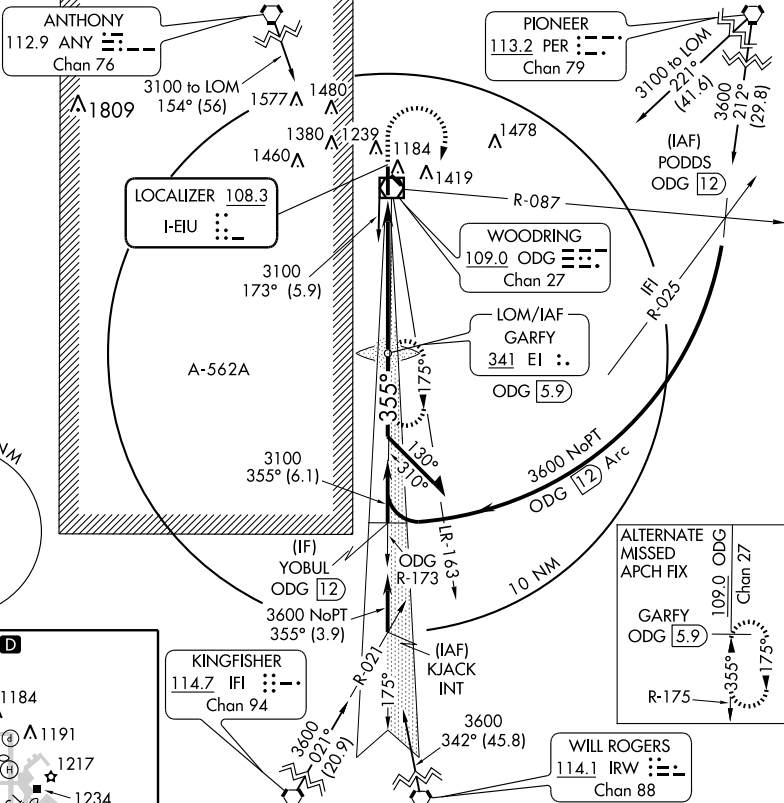 ANTHONY
112.9 ANY
Chan 76
PIONEER
113.2 PER
Chan 79
3100 to LOM
154° (56)
3100 to LOM
221°
(41.6)
3600
212°
(29.8)
1809
1577
1480
1380
1239
1460
1184
1419
1478
(IAF)
PODDS
ODG 12
LOCALIZER 108.3
I-EIU
R-087
WOODRING
109.0 ODG
Chan 27
3100
173° (5.9)
IFI
R-025
LOM/IAF
GARFY
341 EI
ODG 5.9
A-562A
355°
175°
NM
130°
310°
3600 NoPT
ODG 12 Arc
3100
355° (6.1)
LR-163
(IF)
YOBUL
ODG 12
ODG
R-173
10 NM
3600 NoPT
355° (3.9)
ALTERNATE
MISSED
APCH FIX
109.0 ODG
Chan 27
GARFY
ODG 5.9
355°
175°
R-175
D
KINGFISHER
114.7 IFI
Chan 94
R-021
175°
(IAF)
KJACK
INT
1184
1191
P
H
1217
1234
3600
021°
(20.9)
3600
342° (45.8)
WILL ROGERS
114.1 IRW
Chan 88